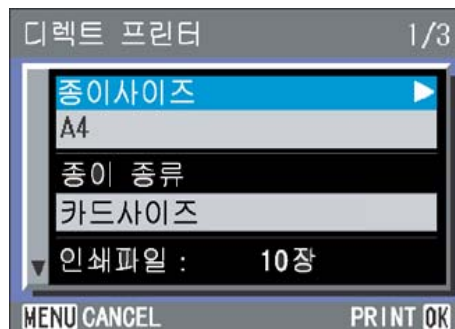 디렉트 프린터 1/3
종이사이즈
A4
종이 종류
카드사이즈
인쇄파일 : 10장
MENU CANCEL PRINT OK